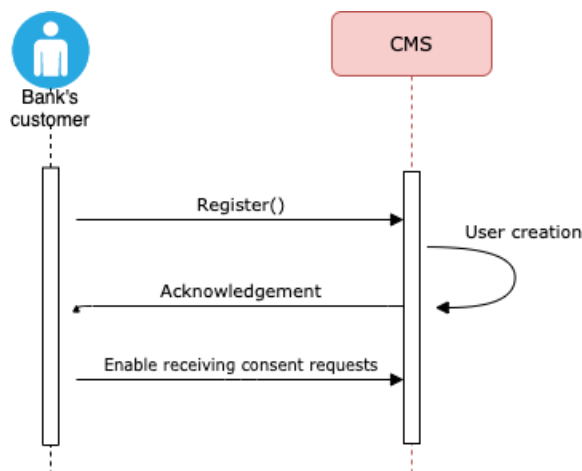 CMS
Bank's
customer
Register()
User creation
Acknowledgement
Enable receiving consent requests